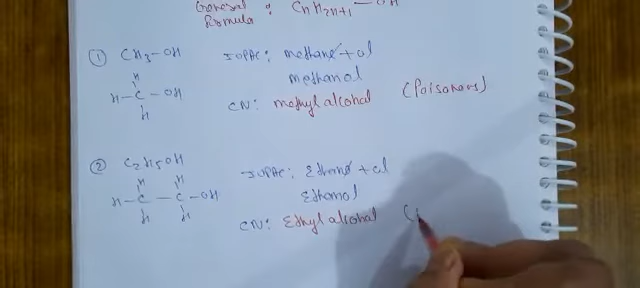 General Formula : CnH2n+1 - OH
① CH3-OH IUPAC: methane + ol
methanol
H
H-C-OH
H
CN: methyl alcohol (Poisoners)
② C2H5OH IUPAC: Ethane + ol
Ethanol
H H
H-C-C-OH
H H
CN: Ethyl alcohol (